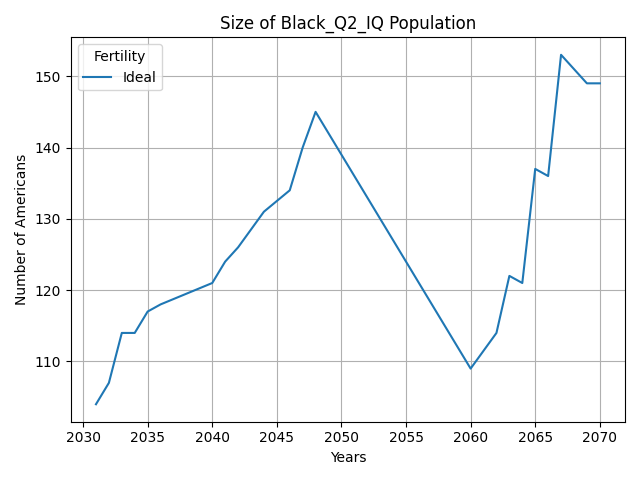 Size of Black_Q2_IQ Population
Fertility
Ideal
Number of Americans
150
140
130
120
110
2030 2035 2040 2045 2050 2055 2060 2065 2070
Years